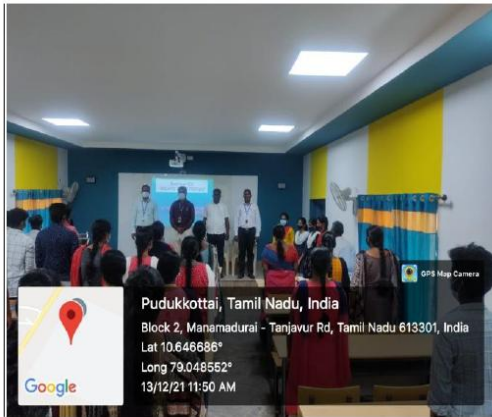 GPS Map Camera
Pudukkottai, Tamil Nadu, India
Block 2, Manamadurai - Tanjavur Rd, Tamil Nadu 613301, India
Lat 10.646686°
Long 79.048552°
13/12/21 11:50 AM
Google